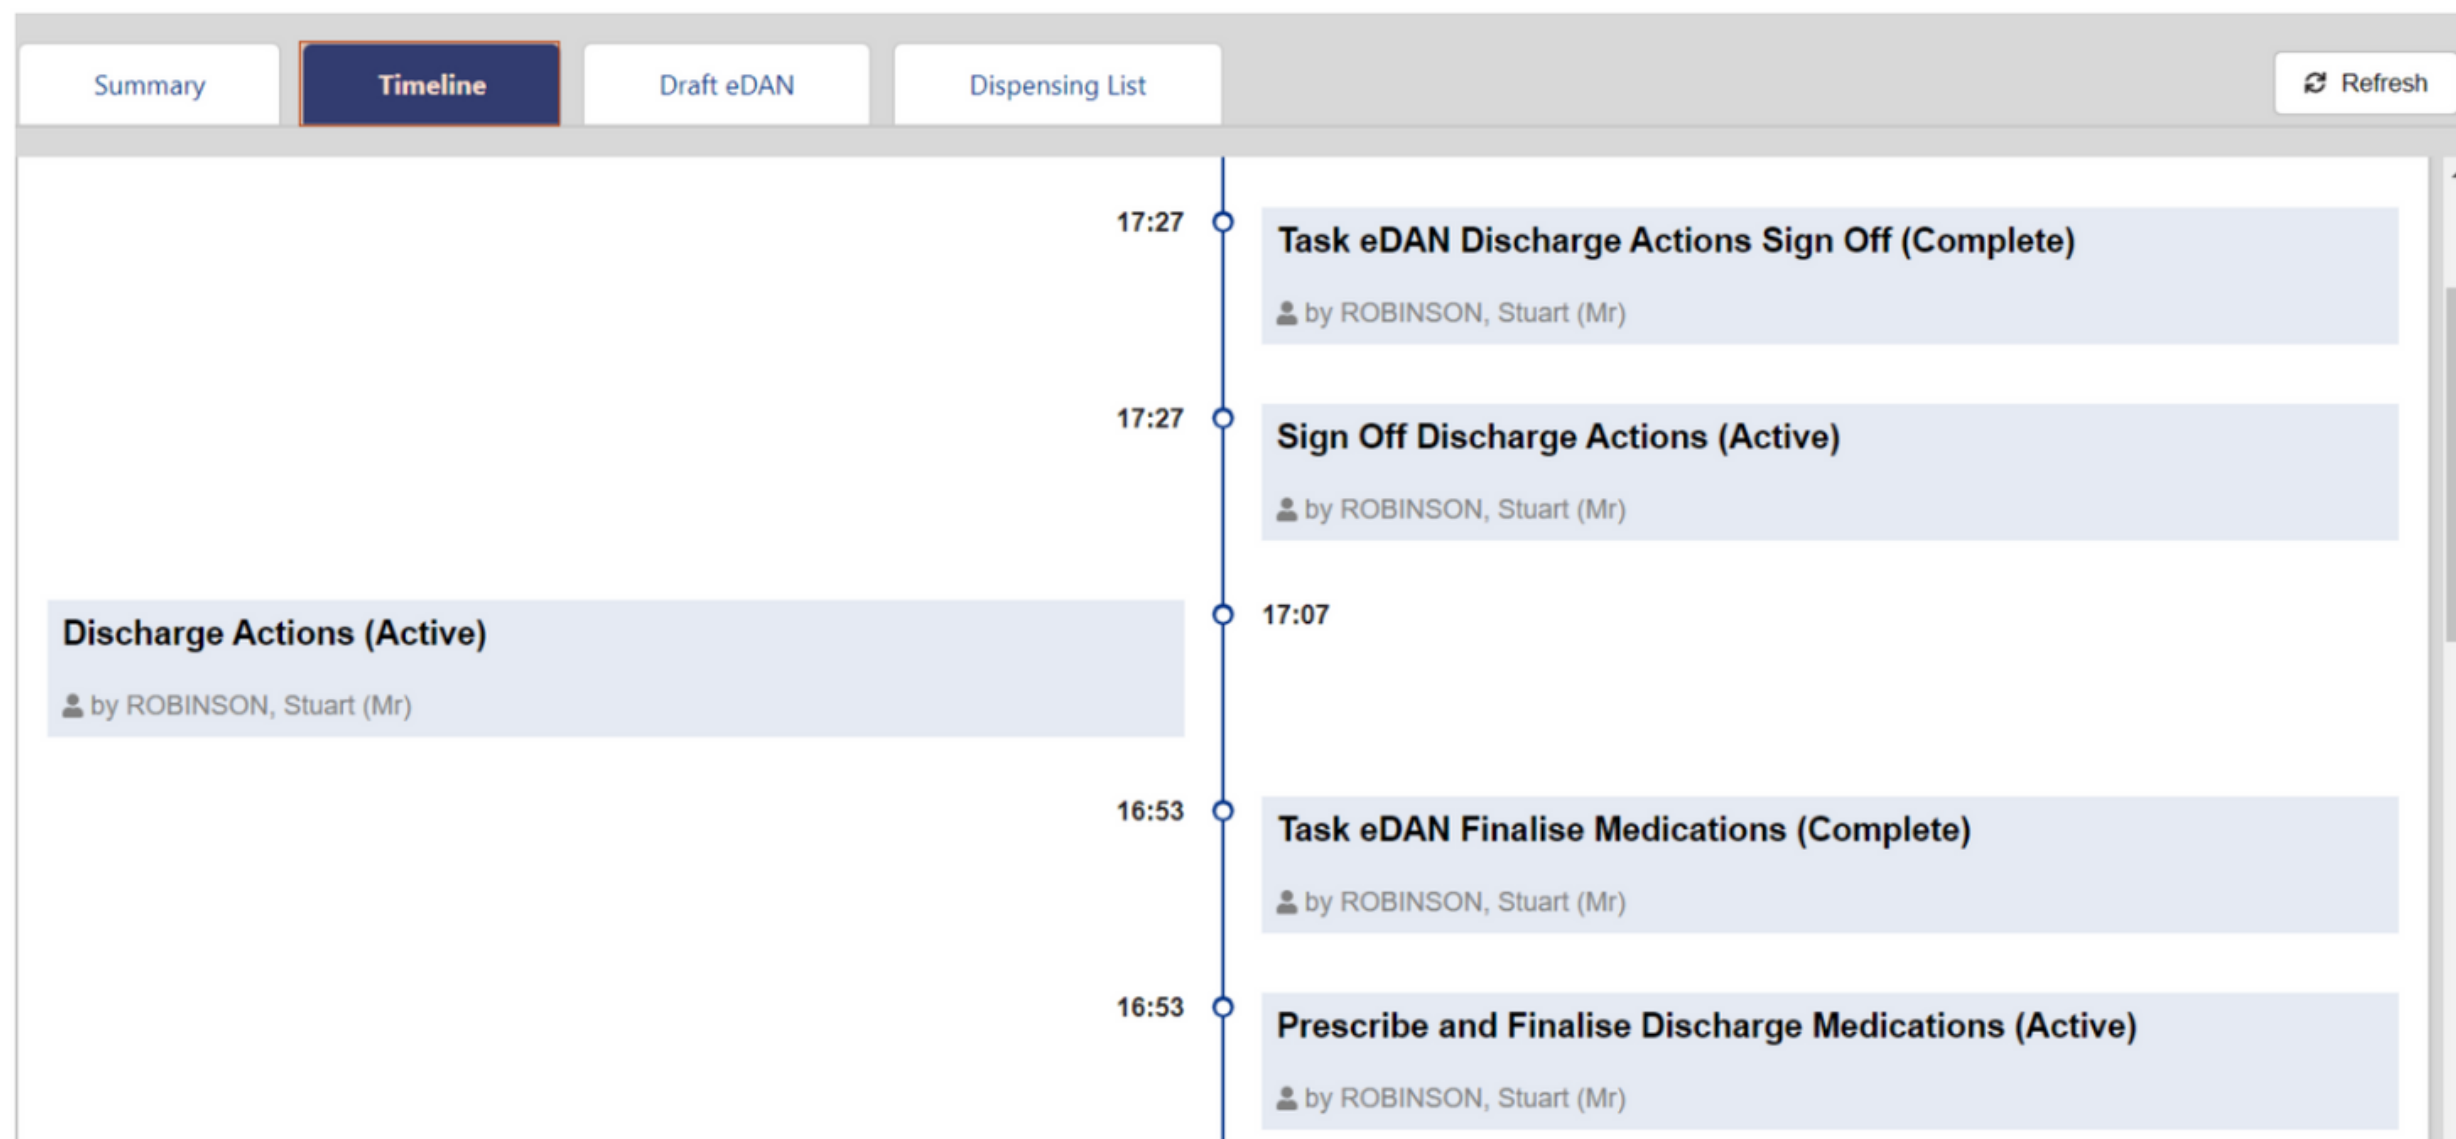 Summary
Timeline
Draft eDAN
Dispensing List
Refresh
17:27
Task eDAN Discharge Actions Sign Off (Complete)
by ROBINSON, Stuart (Mr)
17:27
Sign Off Discharge Actions (Active)
by ROBINSON, Stuart (Mr)
17:07
Discharge Actions (Active)
by ROBINSON, Stuart (Mr)
16:53
Task eDAN Finalise Medications (Complete)
by ROBINSON, Stuart (Mr)
16:53
Prescribe and Finalise Discharge Medications (Active)
by ROBINSON, Stuart (Mr)